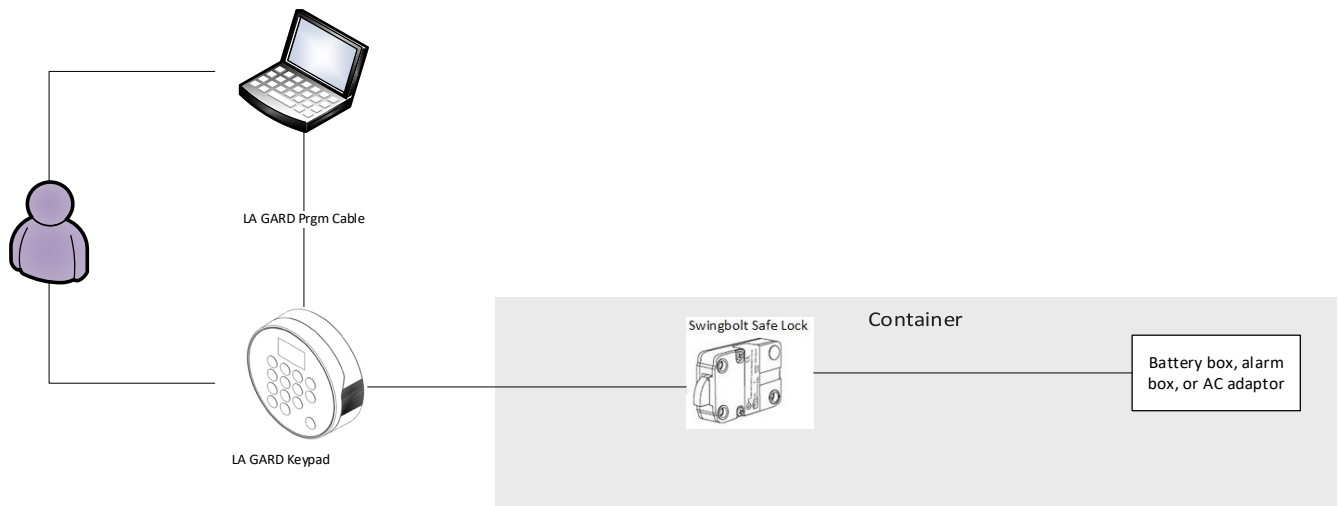 LA GARD Prgm Cable
Swingbolt Safe Lock
Container
Battery box, alarm
box, or AC adaptor
LA GARD Keypad